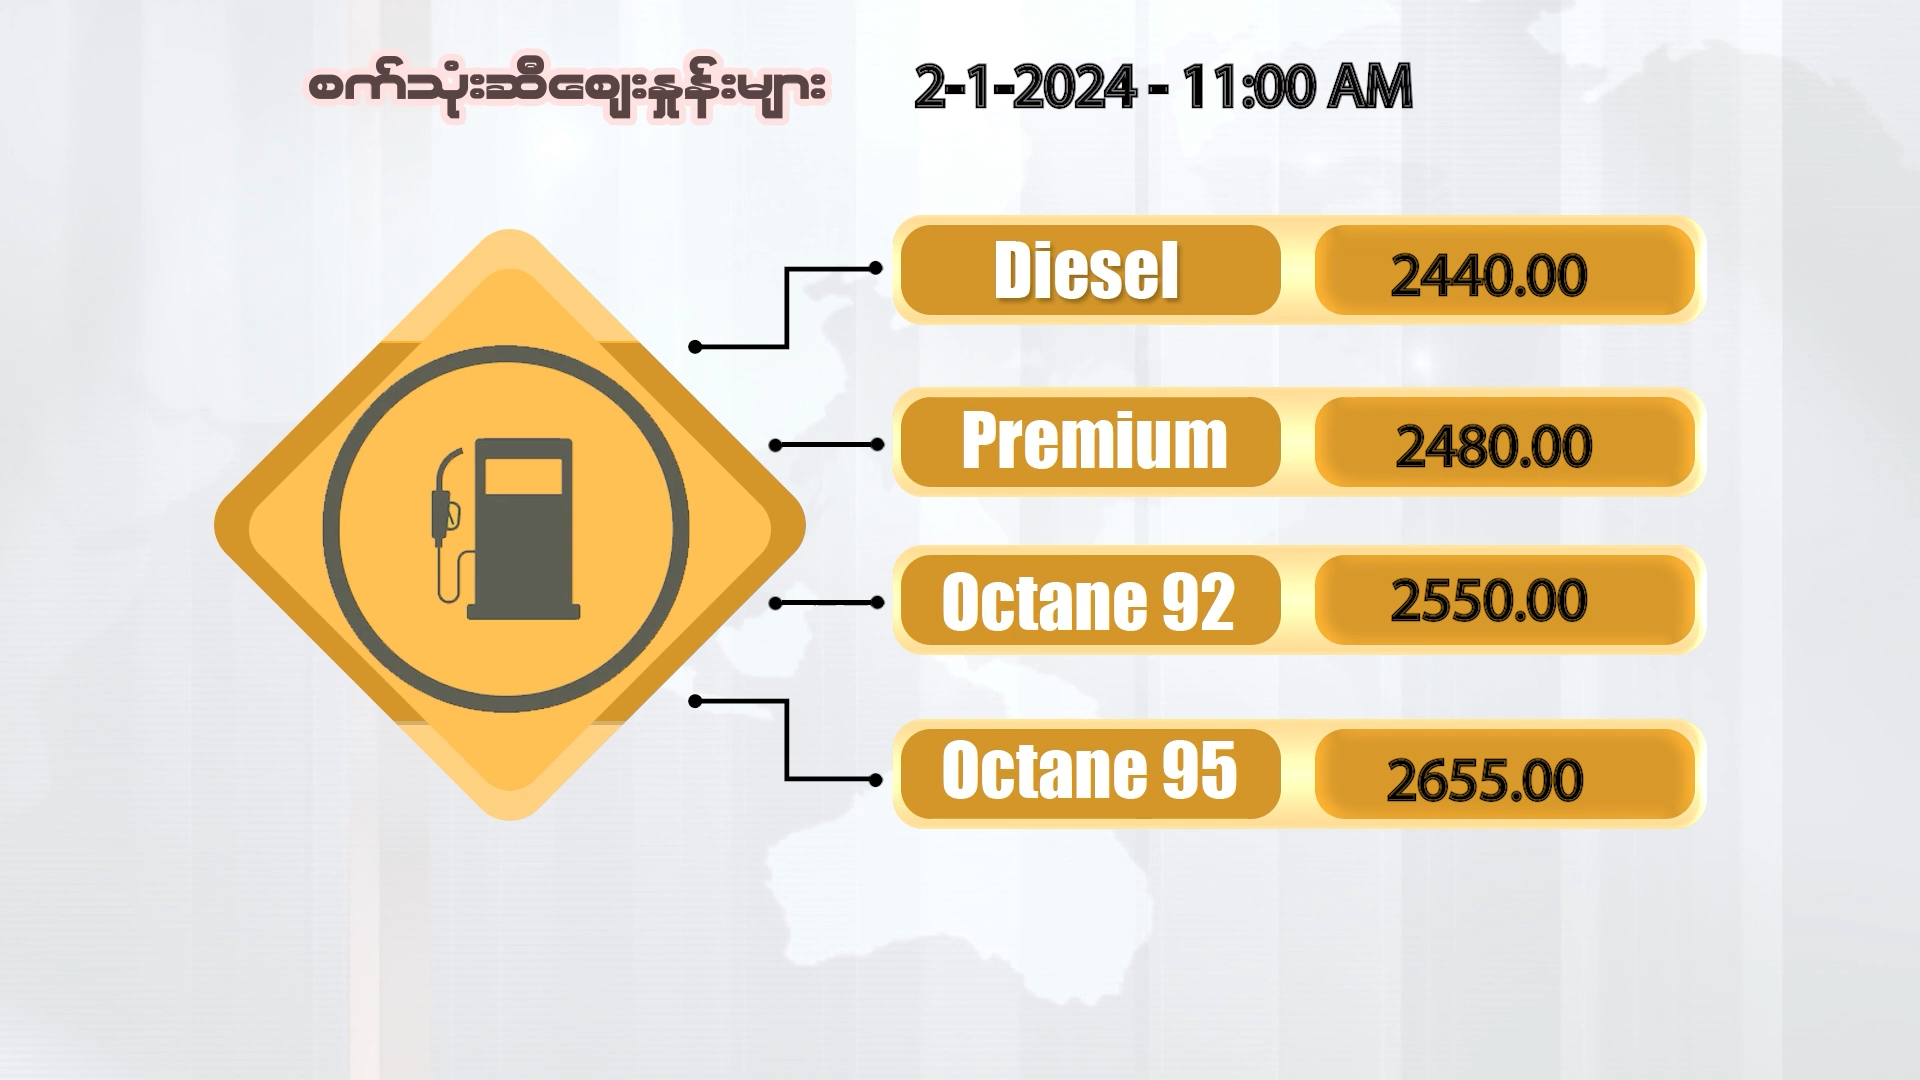 စက်သုံးဆီဈေးနှုန်းများ 2-1-2024 - 11:00 AM
Diesel 2440.00
Premium 2480.00
Octane 92 2550.00
Octane 95 2655.00